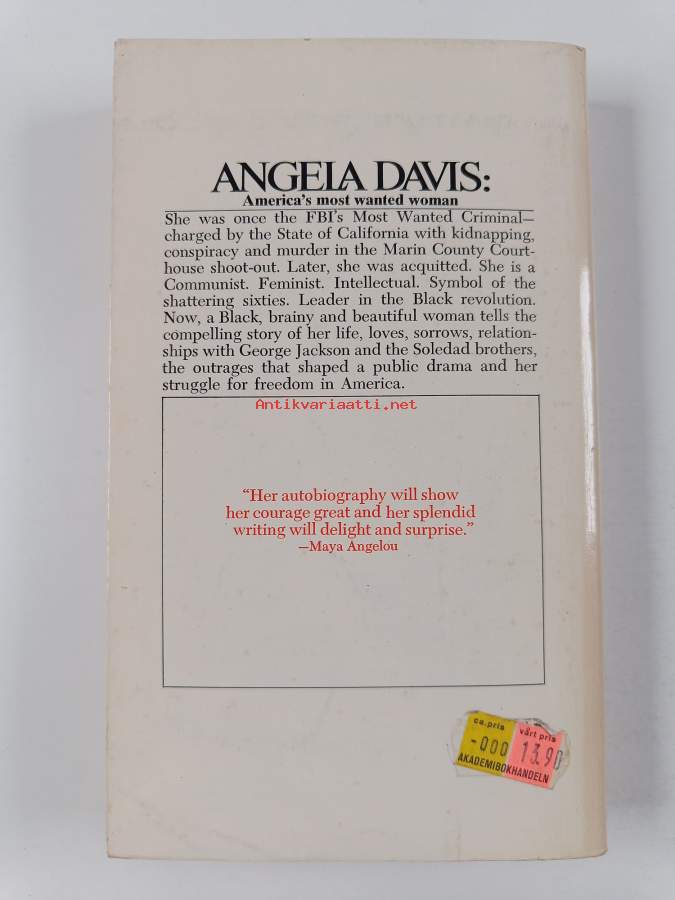 ANGELA DAVIS:
America's most wanted woman
She was once the FBI's Most Wanted Criminal—
charged by the State of California with kidnapping,
conspiracy and murder in the Marin County Court-
house shoot-out. Later, she was acquitted. She is a
Communist. Feminist. Intellectual. Symbol of the
shattering sixties. Leader in the Black revolution.
Now, a Black, brainy and beautiful woman tells the
compelling story of her life, loves, sorrows, relation-
ships with George Jackson and the Soledad brothers,
the outrages that shaped a public drama and her
struggle for freedom in America.
Antikvariaatti.net
“Her autobiography will show
her courage great and her splendid
writing will delight and surprise.”
—Maya Angelou
ca. pris vårt pris
-000 13.90
AKADEMIBOKHANDELN